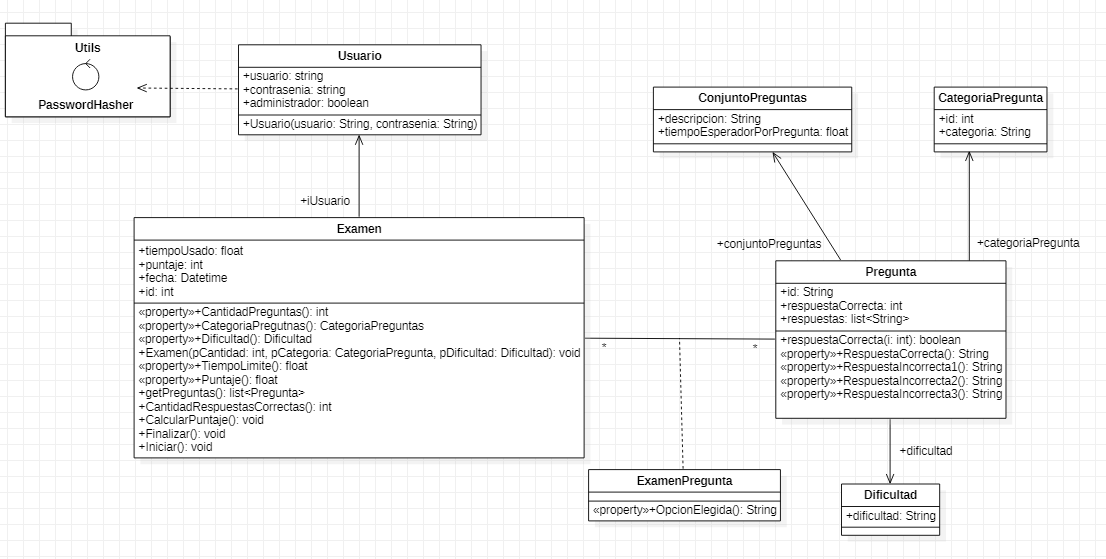 Utils
PasswordHasher
Usuario
+usuario: string
+contrasenia: string
+administrador: boolean
+Usuario(usuario: String, contrasenia: String)
+iUsuario
ConjuntoPreguntas
+descripcion: String
+tiempoEsperadorPorPregunta: float
CategoriaPregunta
+id: int
+categoria: String
+conjuntoPreguntas
+categoriaPregunta
Examen
+tiempoUsado: float
+puntaje: int
+fecha: Datetime
+id: int
«property»+CantidadPreguntas(): int
«property»+CategoriaPregutnas(): CategoriaPreguntas
«property»+Dificultad(): Dificultad
+Examen(pCantidad: int, pCategoria: CategoriaPregunta, pDificultad: Dificultad): void
«property»+TiempoLimite(): float
«property»+Puntaje(): float
+getPreguntas(): list<Pregunta>
+CantidadRespuestasCorrectas(): int
+CalcularPuntaje(): void
+Finalizar(): void
+Iniciar(): void
*
*
Pregunta
+id: String
+respuestaCorrecta: int
+respuestas: list<String>
+respuestaCorrecta(i: int): boolean
«property»+RespuestaCorrecta(): String
«property»+RespuestaIncorrecta1(): String
«property»+RespuestaIncorrecta2(): String
«property»+RespuestaIncorrecta3(): String
+dificultad
ExamenPregunta
«property»+OpcionElegida(): String
Dificultad
+dificultad: String